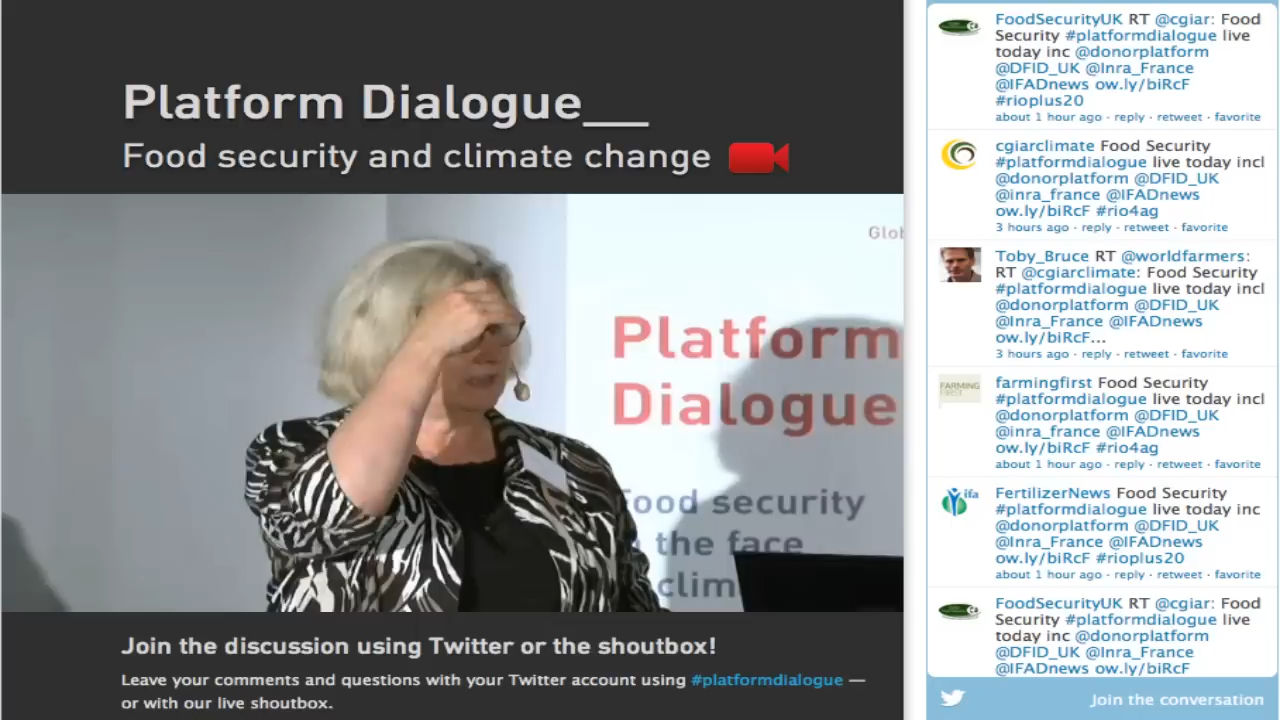 Platform Dialogue__
Food security and climate change
Glob
Platform
Dialogue
food security
the face
clim
Join the discussion using Twitter or the shoutbox!
Leave your comments and questions with your Twitter account using #platformdialogue —
or with our live shoutbox.
FoodSecurityUK RT @cgiar: Food
Security #platformdialogue live
today inc @donorplatform
@DFID_UK @Inra_France
@IFADnews ow.ly/biRcF
#rioplus20
about 1 hour ago · reply · retweet · favorite
cgiarclimate Food Security
#platformdialogue live today incl
@donorplatform @DFID_UK
@inra_france @IFADnews
ow.ly/biRcF #rio4ag
3 hours ago · reply · retweet · favorite
Toby_Bruce RT @worldfarmers:
RT @cgiarclimate: Food Security
#platformdialogue live today incl
@donorplatform @DFID_UK
@Inra_France @IFADnews
ow.ly/biRcF...
3 hours ago · reply · retweet · favorite
FARMING
FIRST
farmingfirst Food Security
#platformdialogue live today incl
@donorplatform @DFID_UK
@inra_france @IFADnews
ow.ly/biRcF #rio4ag
about 1 hour ago · reply · retweet · favorite
ifa
FertilizerNews Food Security
#platformdialogue live today inc
@donorplatform @DFID_UK
@Inra_France @IFADnews
ow.ly/biRcF #rioplus20
about 1 hour ago · reply · retweet · favorite
FoodSecurityUK RT @cgiar: Food
Security #platformdialogue live
today inc @donorplatform
@DFID_UK @Inra_France
@IFADnews ow.ly/biRcF
Join the conversation